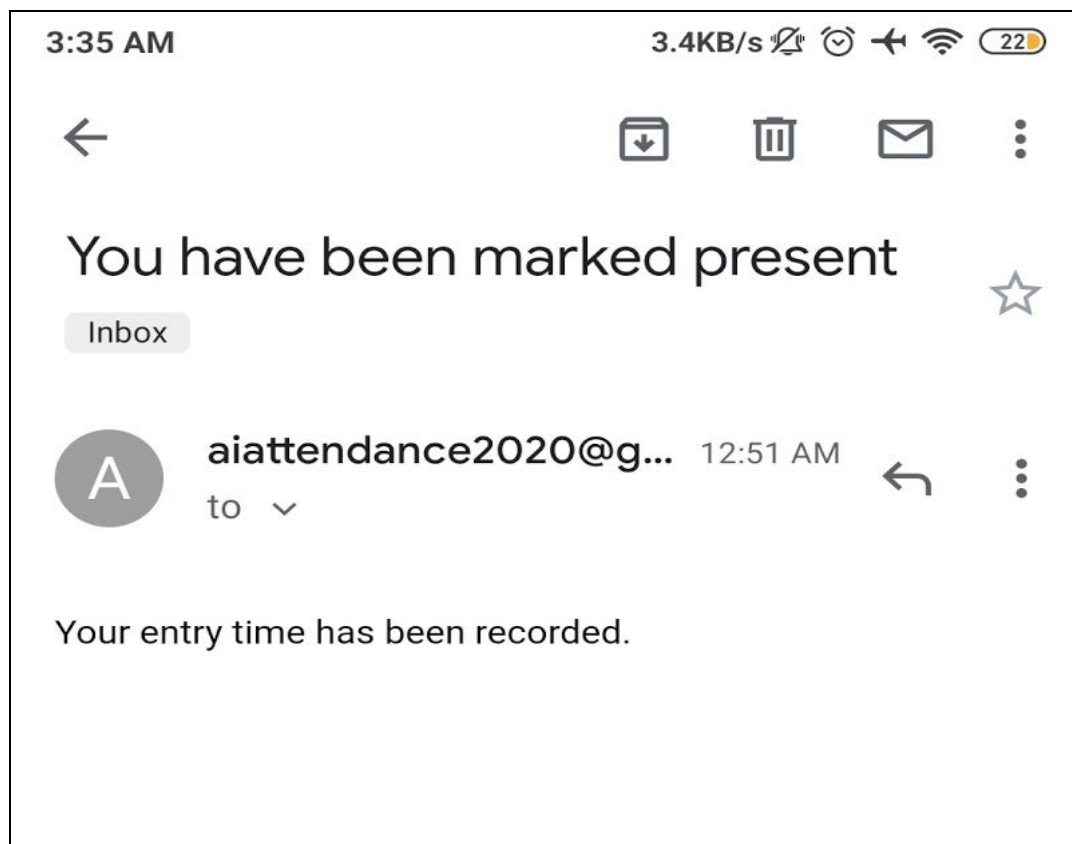 3:35 AM 3.4KB/s 22
You have been marked present
Inbox
A aiattendance2020@g... 12:51 AM
to
Your entry time has been recorded.